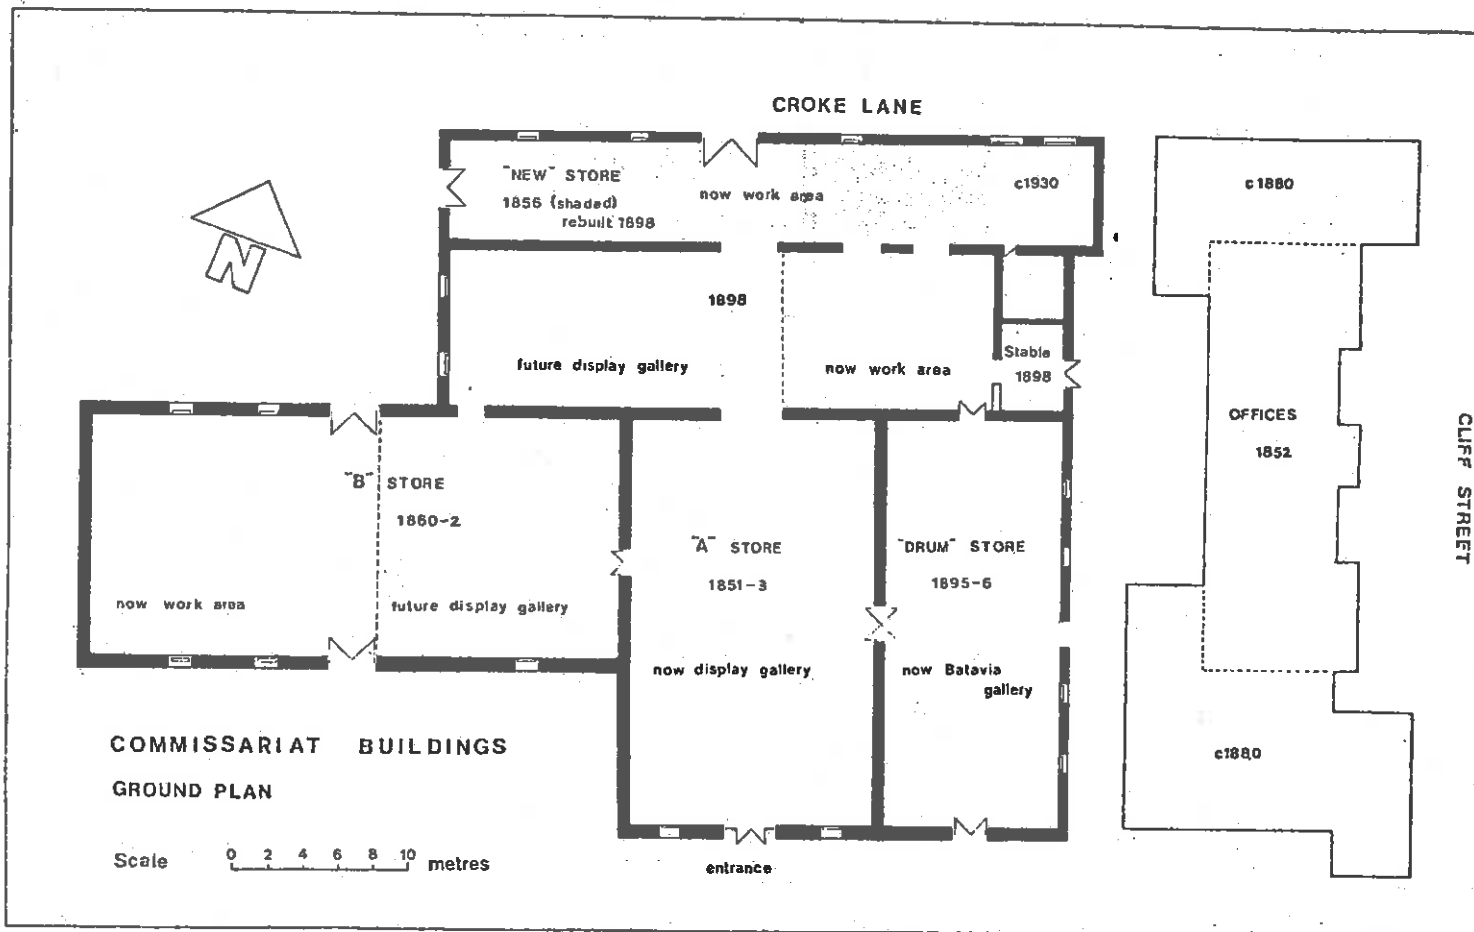 CROKE LANE
"NEW" STORE
1856 (shaded)
rebuilt 1898
now work area
c1930
c1880
N
1898
future display gallery
now work area
Stable
1898
OFFICES
1852
CLIFF STREET
"B" STORE
1860-2
now work area
future display gallery
"A" STORE
1851-3
now display gallery
"DRUM" STORE
1895-6
now Batavia
gallery
c1880
COMMISSARIAT BUILDINGS
GROUND PLAN
Scale 0 2 4 6 8 10 metres
entrance